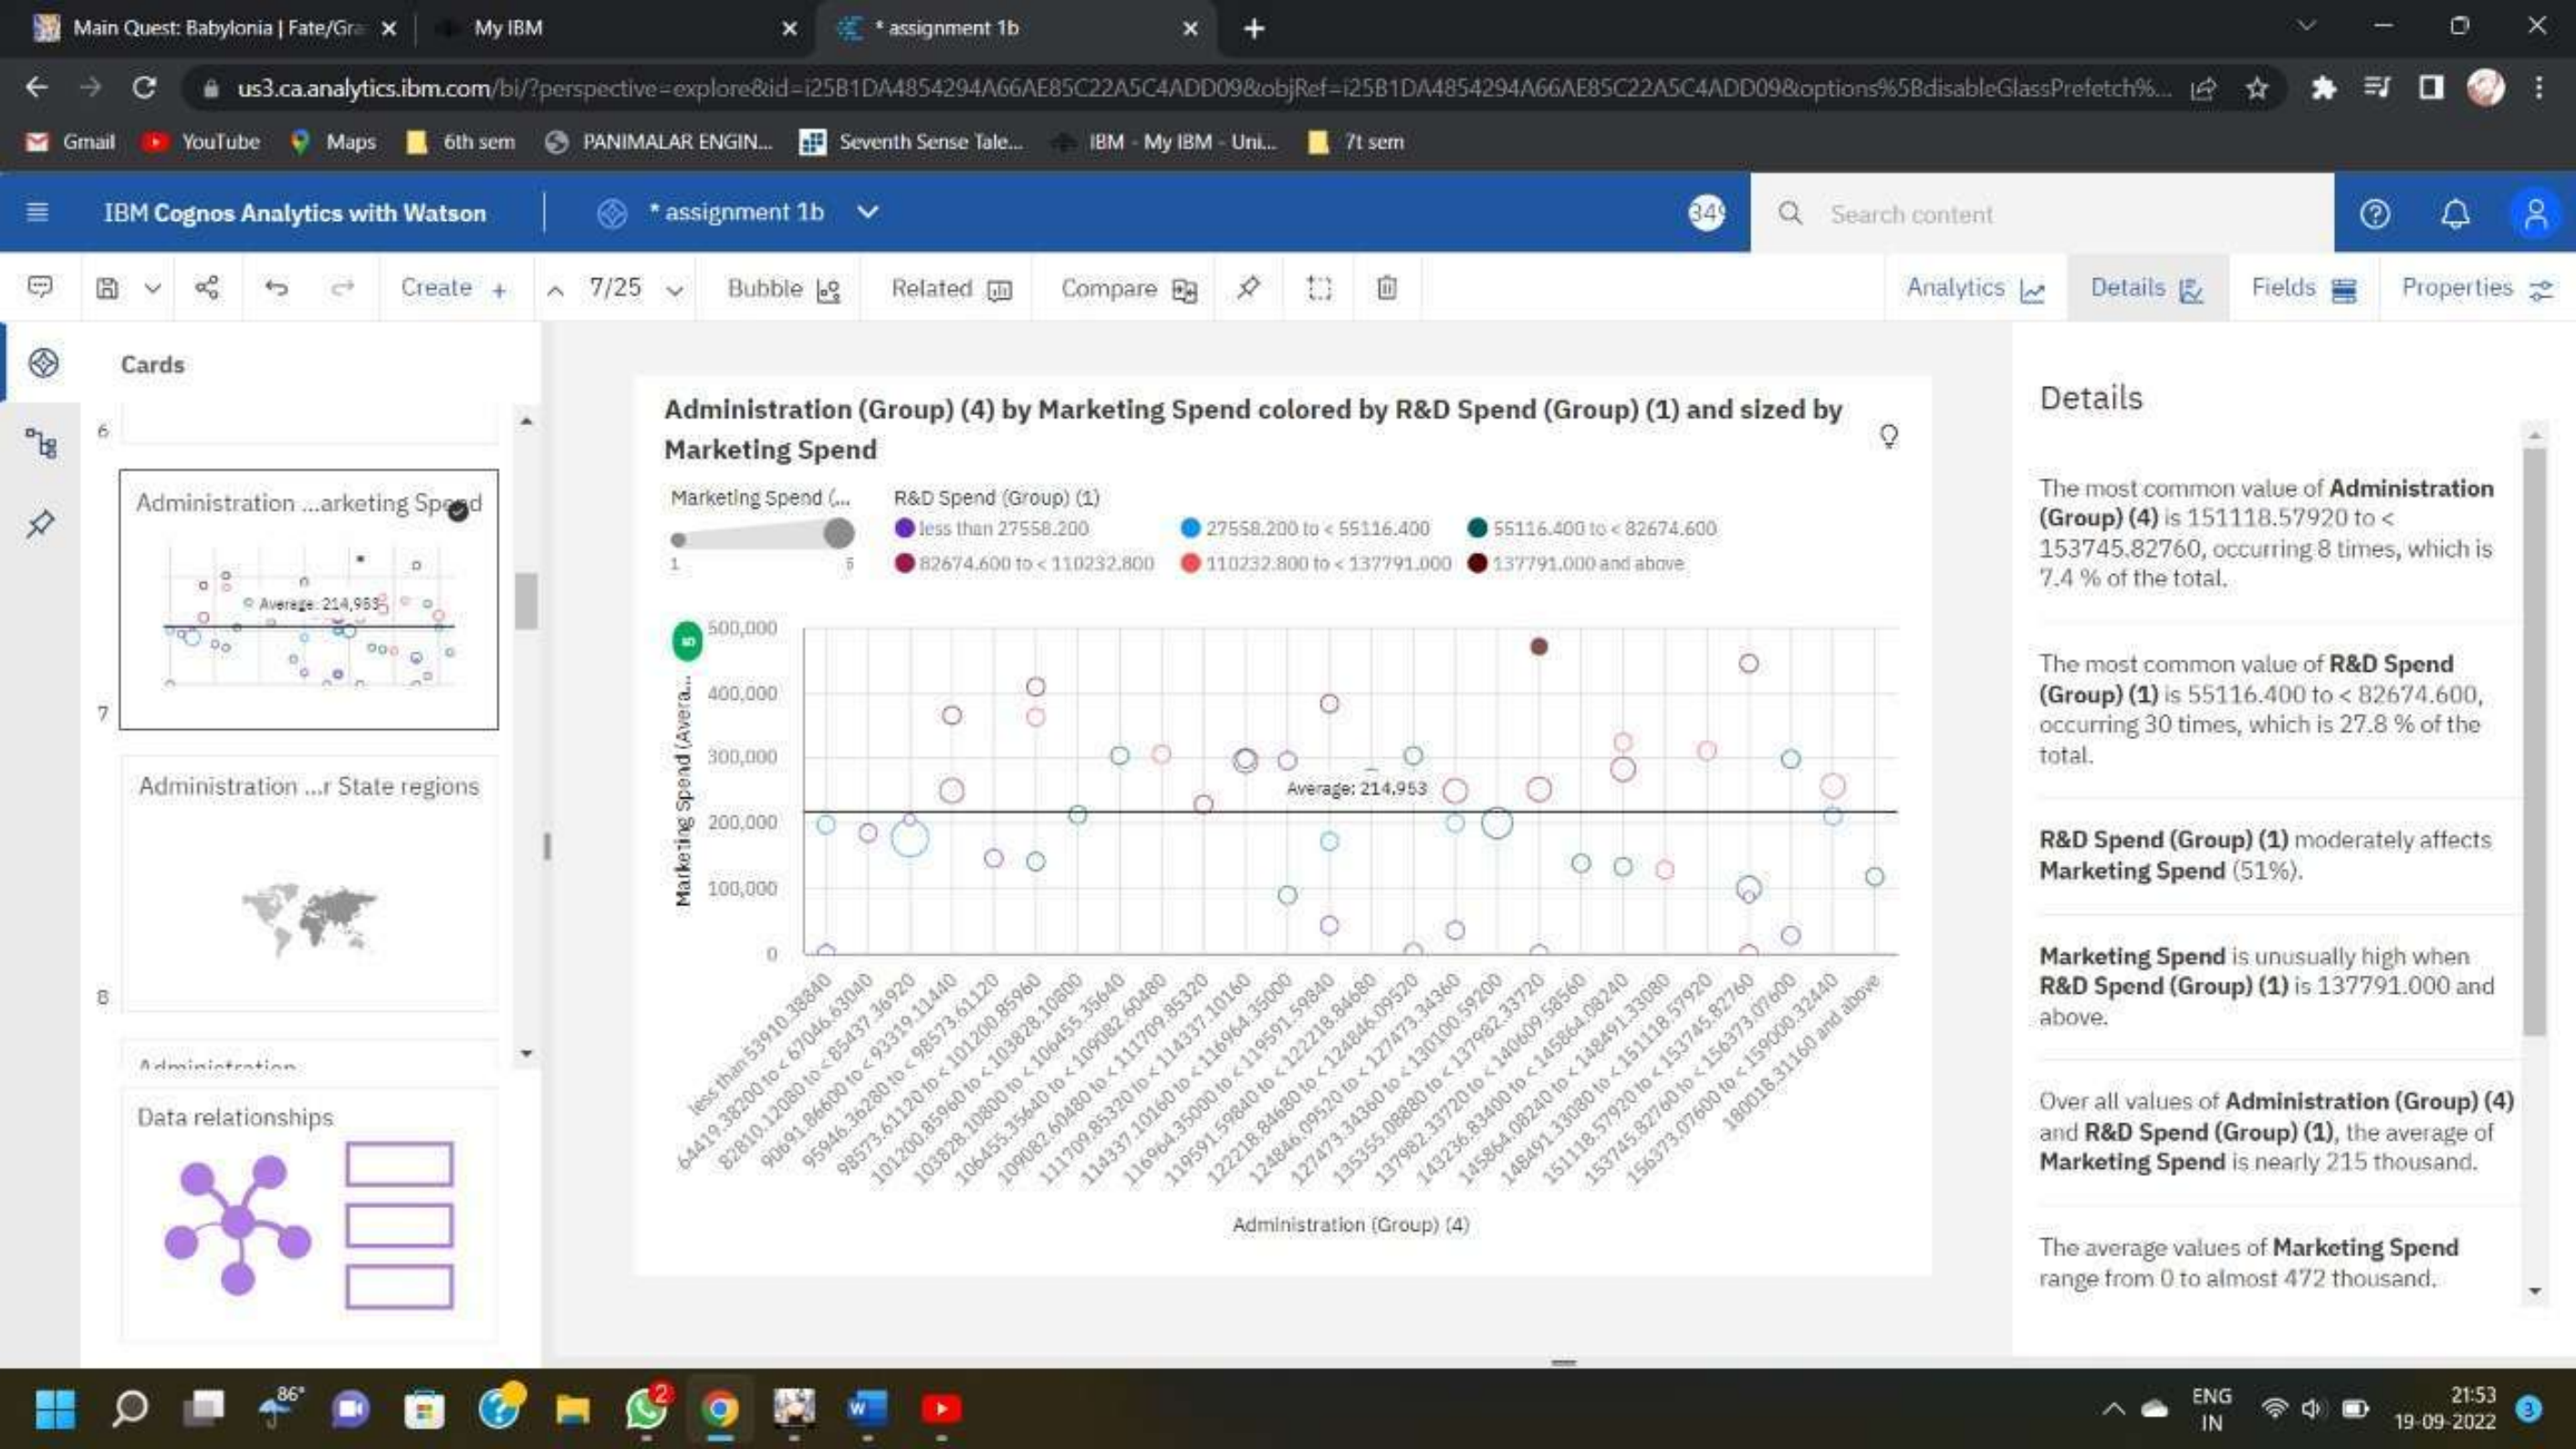 Main Quest: Babylonia | Fate/Gra
My IBM
* assignment 1b
us3.ca.analytics.ibm.com/bi/?perspective=explore&id=i25B1DA4854294A66AE85C22A5C4ADD09&objRef=i25B1DA4854294A66AE85C22A5C4ADD09&options%5BdisableGlassPrefetch%...
Gmail
YouTube
Maps
6th sem
PANIMALAR ENGIN...
Seventh Sense Tale...
IBM - My IBM - Uni...
7t sem
IBM Cognos Analytics with Watson
* assignment 1b
349
Search content
Create +
7/25
Bubble
Related
Compare
Analytics
Details
Fields
Properties
Cards
6
Administration ...arketing Spend
Average: 214,953
7
Administration ...r State regions
8
Administration
Data relationships
Administration (Group) (4) by Marketing Spend colored by R&D Spend (Group) (1) and sized by
Marketing Spend
Marketing Spend (...
1
5
R&D Spend (Group) (1)
less than 27558.200
27558.200 to < 55116.400
55116.400 to < 82674.600
82674.600 to < 110232.800
110232.800 to < 137791.000
137791.000 and above
Marketing Spend (Avera...
500,000
400,000
300,000
200,000
100,000
0
Average: 214,953
less than 53910.38840
64419.38200 to < 67046.63040
82810.12080 to < 85437.36920
90691.86600 to < 93319.11440
95946.36280 to < 98573.61120
98573.61120 to < 101200.85960
101200.85960 to < 103828.10800
103828.10800 to < 106455.35640
106455.35640 to < 109082.60480
109082.60480 to < 111709.85320
111709.85320 to < 114337.10160
114337.10160 to < 116964.35000
116964.35000 to < 119591.59840
119591.59840 to < 122218.84680
122218.84680 to < 124846.09520
124846.09520 to < 127473.34360
127473.34360 to < 130100.59200
135355.08880 to < 137982.33720
137982.33720 to < 140609.58560
143236.83400 to < 145864.08240
145864.08240 to < 148491.33080
148491.33080 to < 151118.57920
151118.57920 to < 153745.82760
153745.82760 to < 156373.07600
156373.07600 to < 159000.32440
180018.31160 and above
Administration (Group) (4)
Details
The most common value of Administration
(Group) (4) is 151118.57920 to <
153745.82760, occurring 8 times, which is
7.4 % of the total.
The most common value of R&D Spend
(Group) (1) is 55116.400 to < 82674.600,
occurring 30 times, which is 27.8 % of the
total.
R&D Spend (Group) (1) moderately affects
Marketing Spend (51%).
Marketing Spend is unusually high when
R&D Spend (Group) (1) is 137791.000 and
above.
Over all values of Administration (Group) (4)
and R&D Spend (Group) (1), the average of
Marketing Spend is nearly 215 thousand.
The average values of Marketing Spend
range from 0 to almost 472 thousand.
86°
2
ENG
IN
21:53
19-09-2022
3